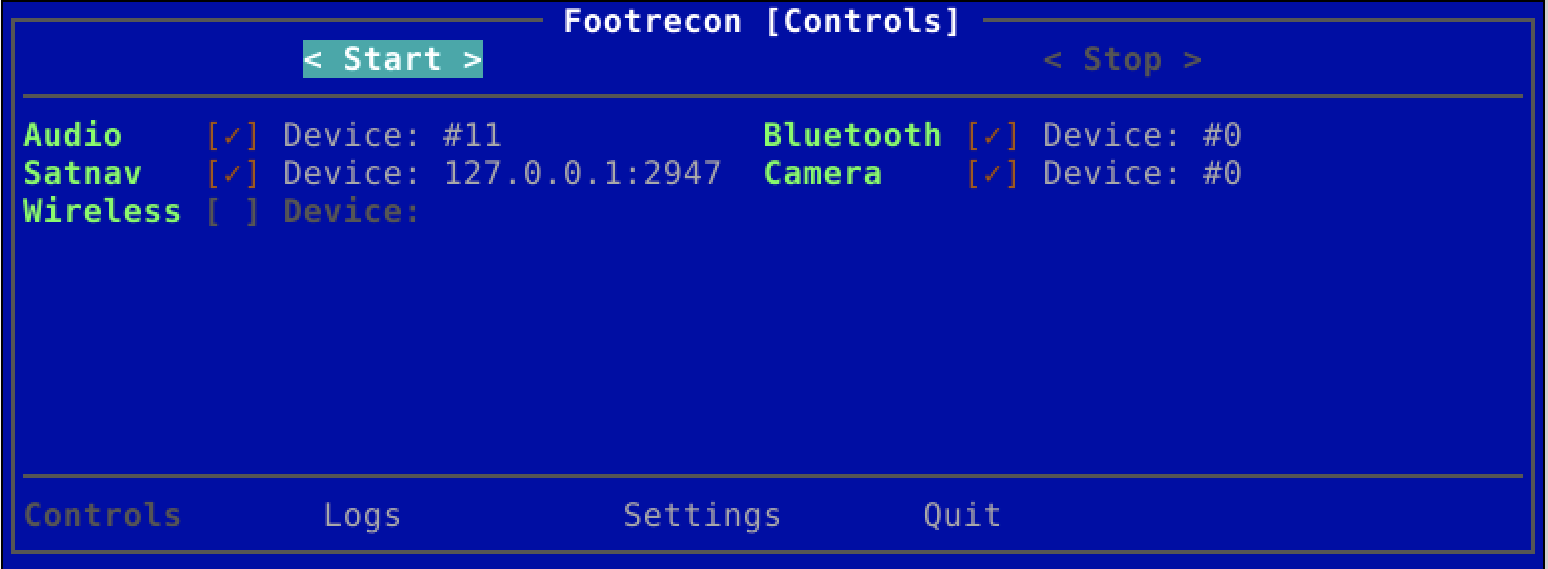 Footrecon [Controls]
< Start > < Stop >
Audio [✓] Device: #11 Bluetooth [✓] Device: #0
Satnav [✓] Device: 127.0.0.1:2947 Camera [✓] Device: #0
Wireless [ ] Device:
Controls Logs Settings Quit